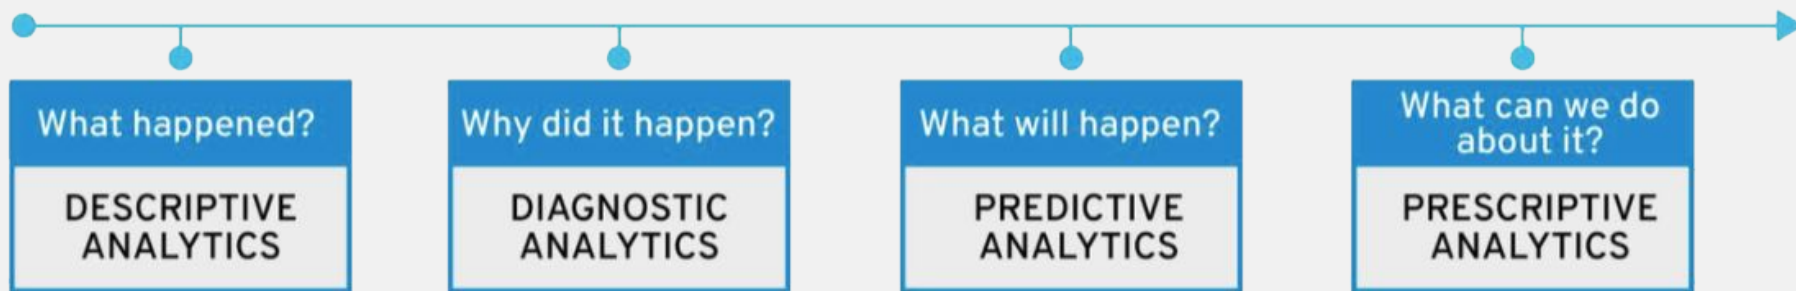 What happened?
DESCRIPTIVE
ANALYTICS
Why did it happen?
DIAGNOSTIC
ANALYTICS
What will happen?
PREDICTIVE
ANALYTICS
What can we do
about it?
PRESCRIPTIVE
ANALYTICS